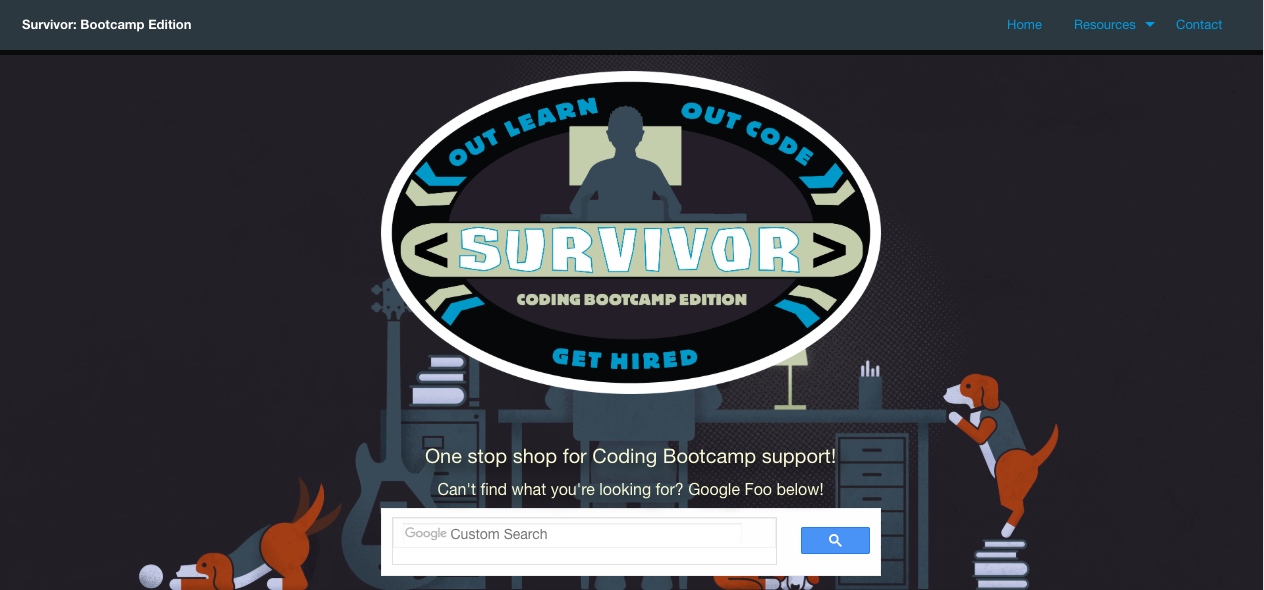 Survivor: Bootcamp Edition
Home Resources Contact
OUT LEARN OUT CODE
< SURVIVOR >
CODING BOOTCAMP EDITION
GET HIRED
One stop shop for Coding Bootcamp support!
Can't find what you're looking for? Google Foo below!
Google Custom Search